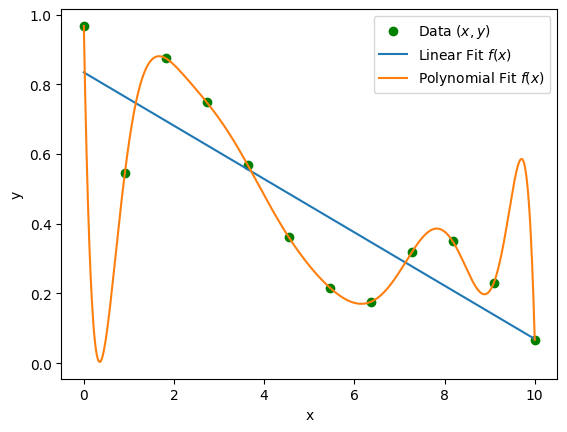 1.0
0.8
0.6
0.4
0.2
0.0
y
0 2 4 6 8 10
x
Data (x, y)
Linear Fit f(x)
Polynomial Fit f(x)